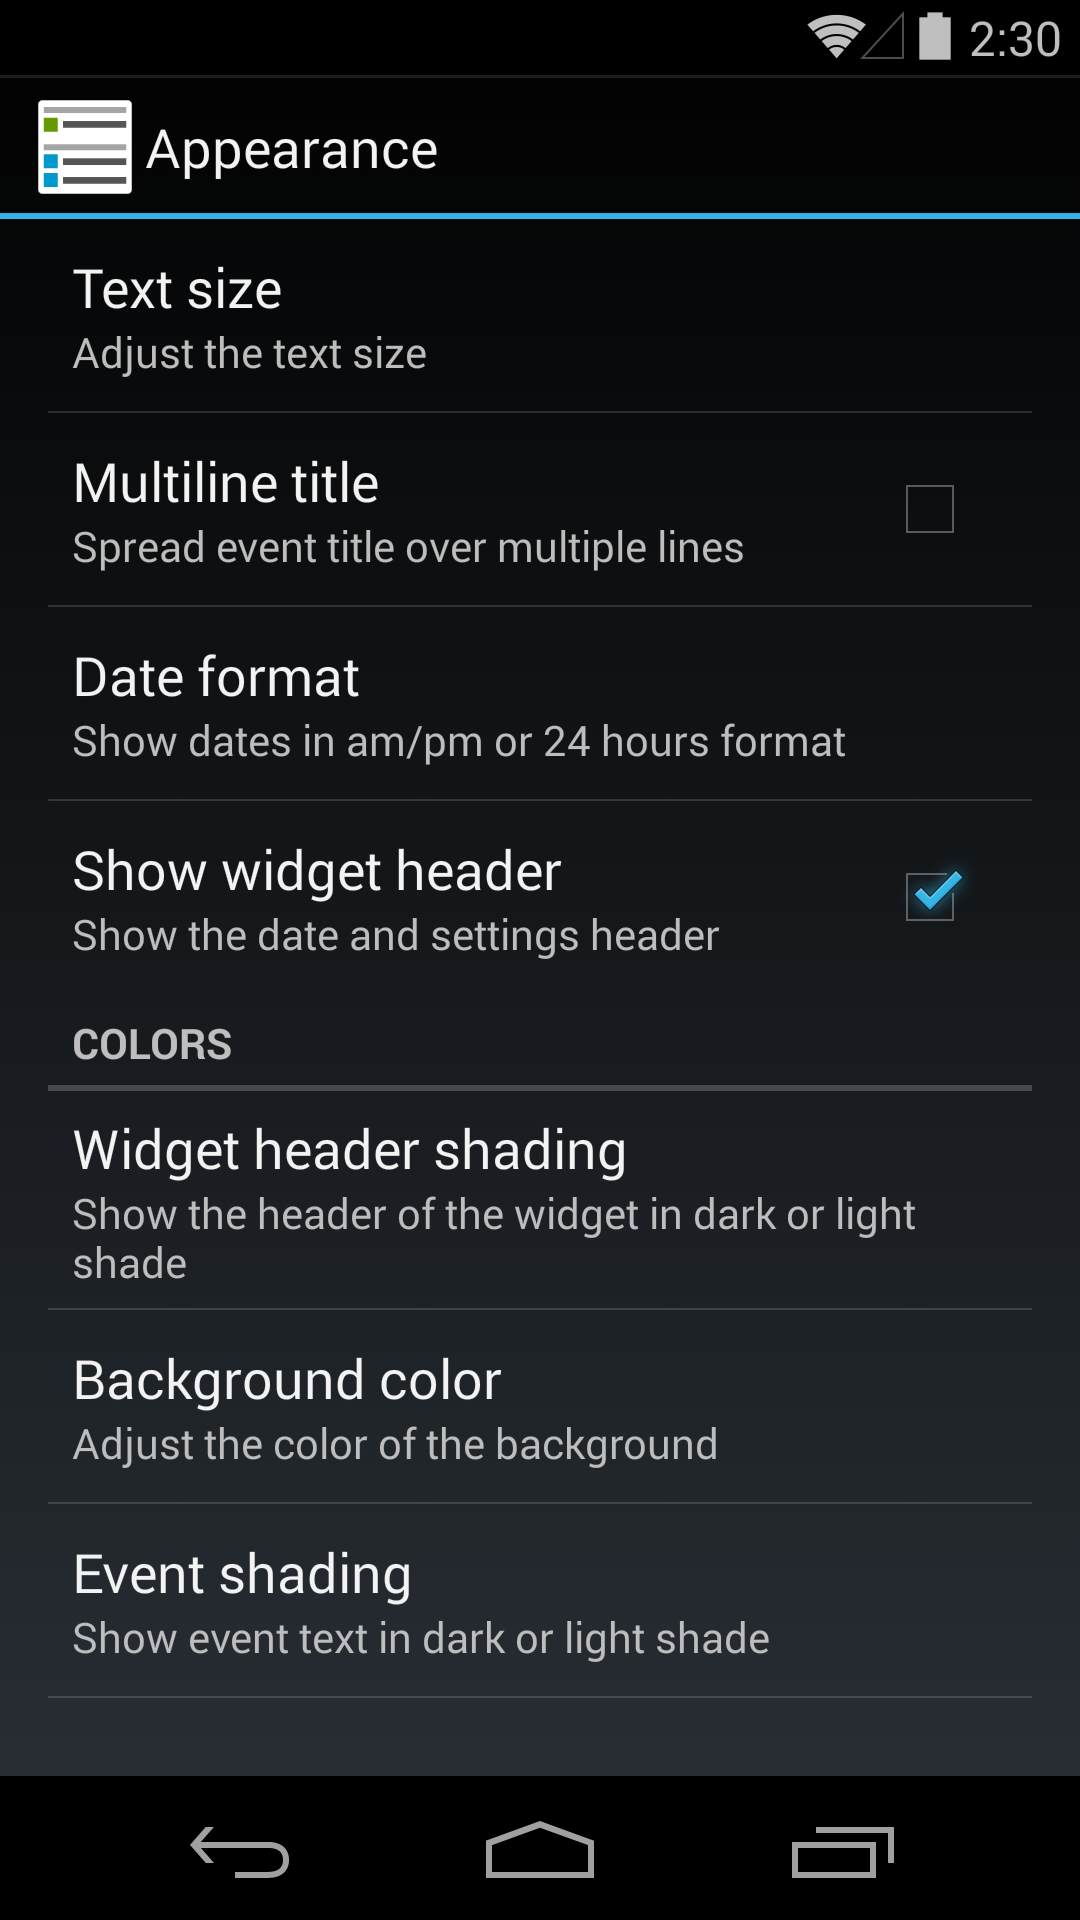 2:30
Appearance
Text size
Adjust the text size
Multiline title
Spread event title over multiple lines
Date format
Show dates in am/pm or 24 hours format
Show widget header
Show the date and settings header
COLORS
Widget header shading
Show the header of the widget in dark or light
shade
Background color
Adjust the color of the background
Event shading
Show event text in dark or light shade